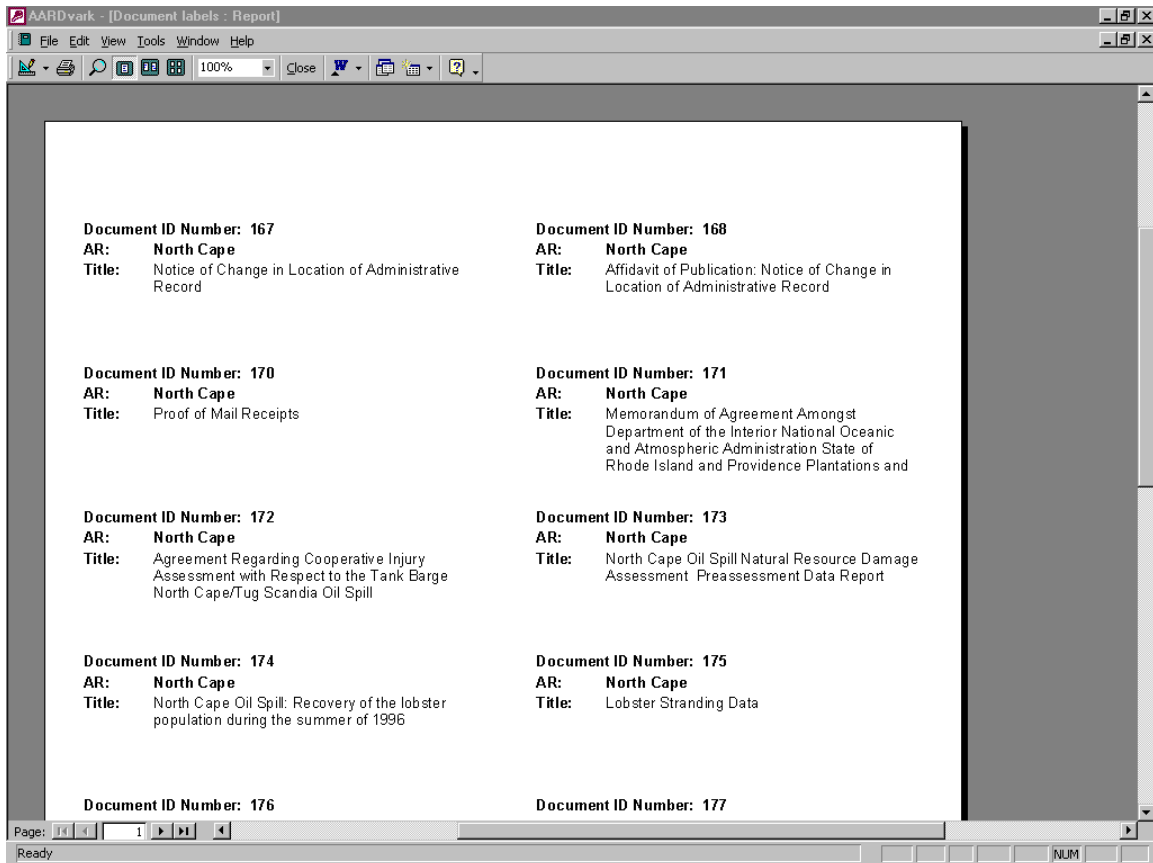 AARDvark - [Document labels : Report]
File Edit View Tools Window Help
100% Close
Document ID Number: 167
AR: North Cape
Title: Notice of Change in Location of Administrative
Record
Document ID Number: 168
AR: North Cape
Title: Affidavit of Publication: Notice of Change in
Location of Administrative Record
Document ID Number: 170
AR: North Cape
Title: Proof of Mail Receipts
Document ID Number: 171
AR: North Cape
Title: Memorandum of Agreement Amongst
Department of the Interior National Oceanic
and Atmospheric Administration State of
Rhode Island and Providence Plantations and
Document ID Number: 172
AR: North Cape
Title: Agreement Regarding Cooperative Injury
Assessment with Respect to the Tank Barge
North Cape/Tug Scandia Oil Spill
Document ID Number: 173
AR: North Cape
Title: North Cape Oil Spill Natural Resource Damage
Assessment Preassessment Data Report
Document ID Number: 174
AR: North Cape
Title: North Cape Oil Spill: Recovery of the lobster
population during the summer of 1996
Document ID Number: 175
AR: North Cape
Title: Lobster Stranding Data
Document ID Number: 176
Document ID Number: 177
Page: 1
Ready NUM